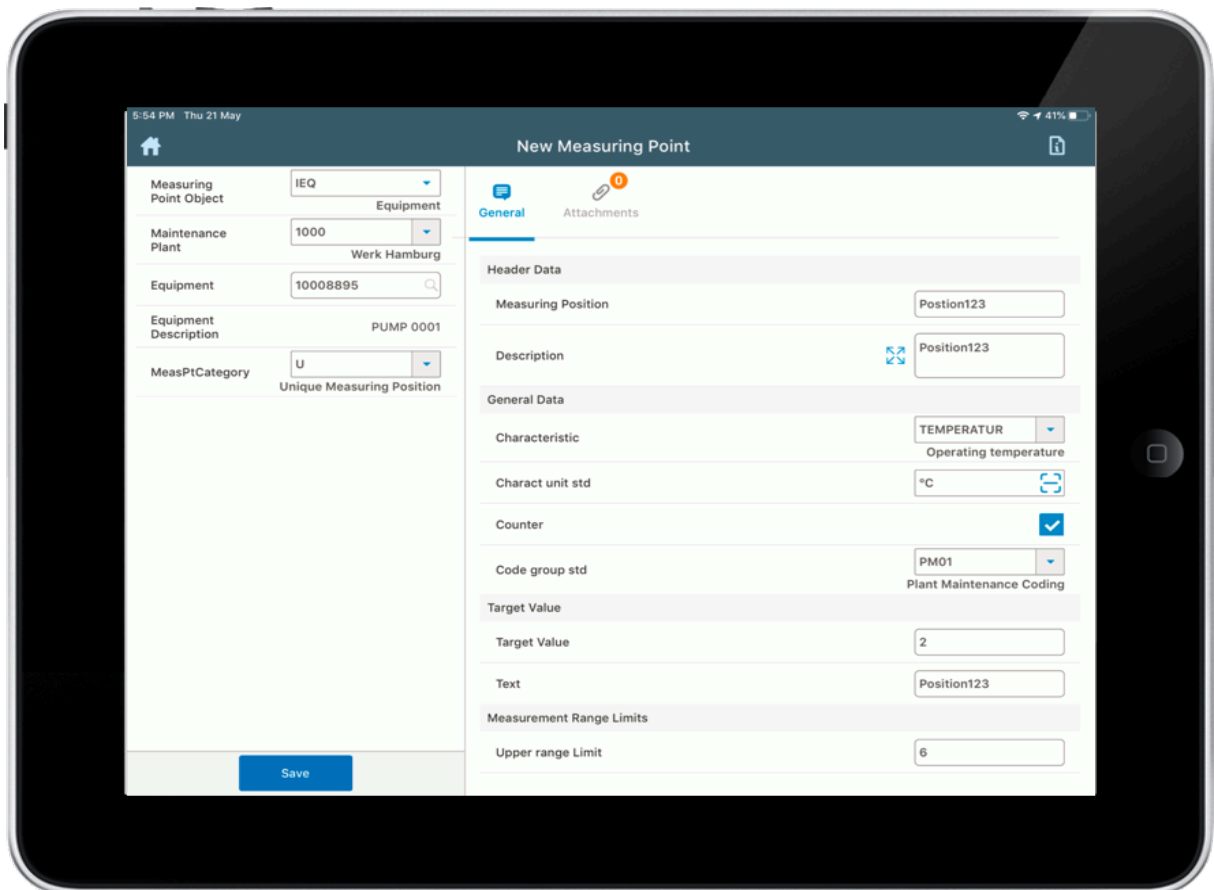 5:54 PM Thu 21 May
41%
New Measuring Point
Measuring
Point Object
IEQ
Equipment
Maintenance
Plant
1000
Werk Hamburg
Equipment
10008895
Equipment
Description
PUMP 0001
MeasPtCategory
U
Unique Measuring Position
Save
General
Attachments
0
Header Data
Measuring Position
Postion123
Description
Position123
General Data
Characteristic
TEMPERATUR
Operating temperature
Charact unit std
°C
Counter
Code group std
PM01
Plant Maintenance Coding
Target Value
Target Value
2
Text
Position123
Measurement Range Limits
Upper range Limit
6